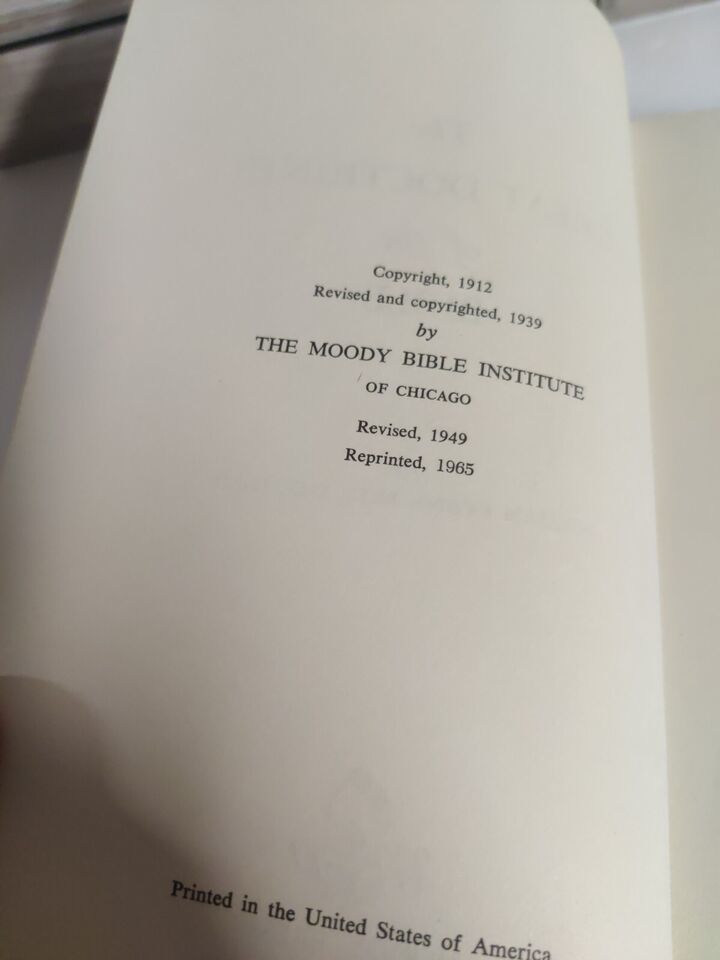 Copyright, 1912
Revised and copyrighted, 1939
by
THE MOODY BIBLE INSTITUTE
OF CHICAGO
Revised, 1949
Reprinted, 1965
Printed in the United States of America